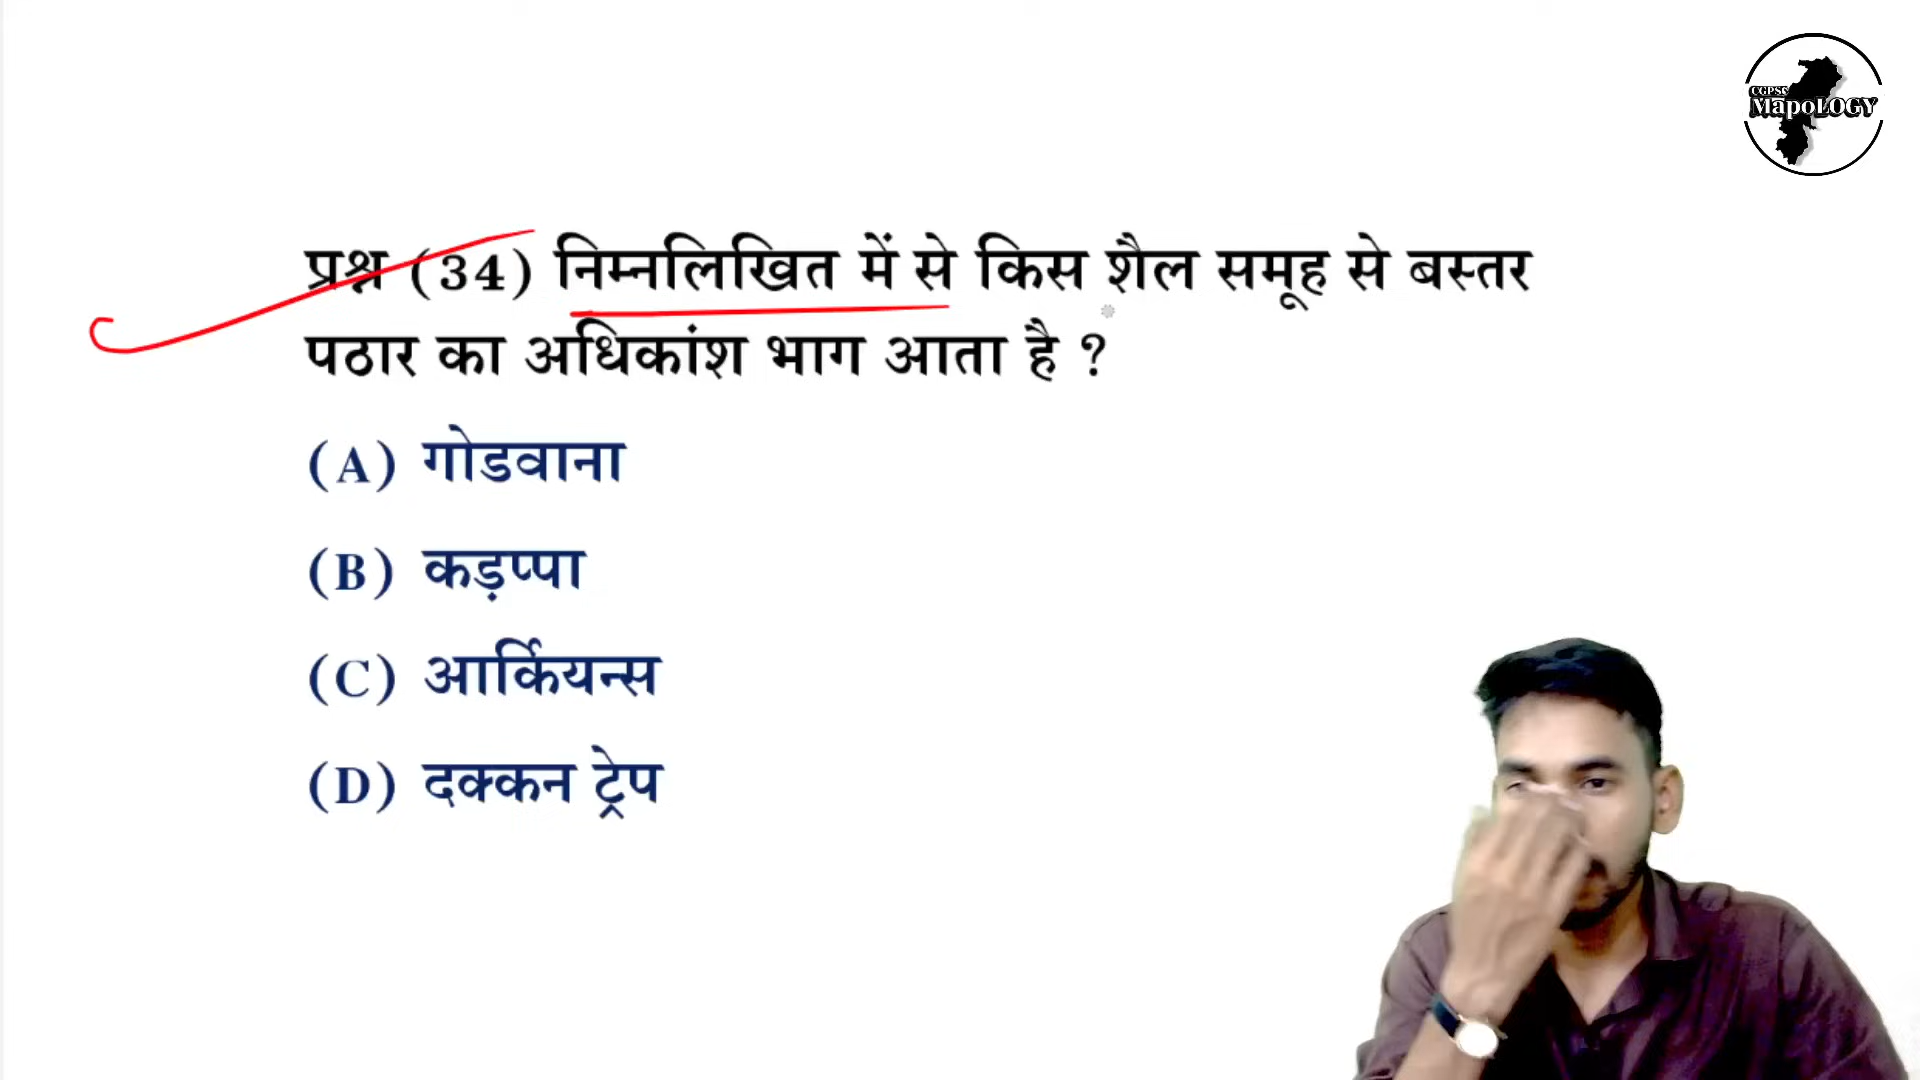 CGPSC
MapoLOGY
प्रश्न (34) निम्नलिखित में से किस शैल समूह से बस्तर
पठार का अधिकांश भाग आता है ?
(A) गोडवाना
(B) कड़प्पा
(C) आर्कियन्स
(D) दक्कन ट्रेप